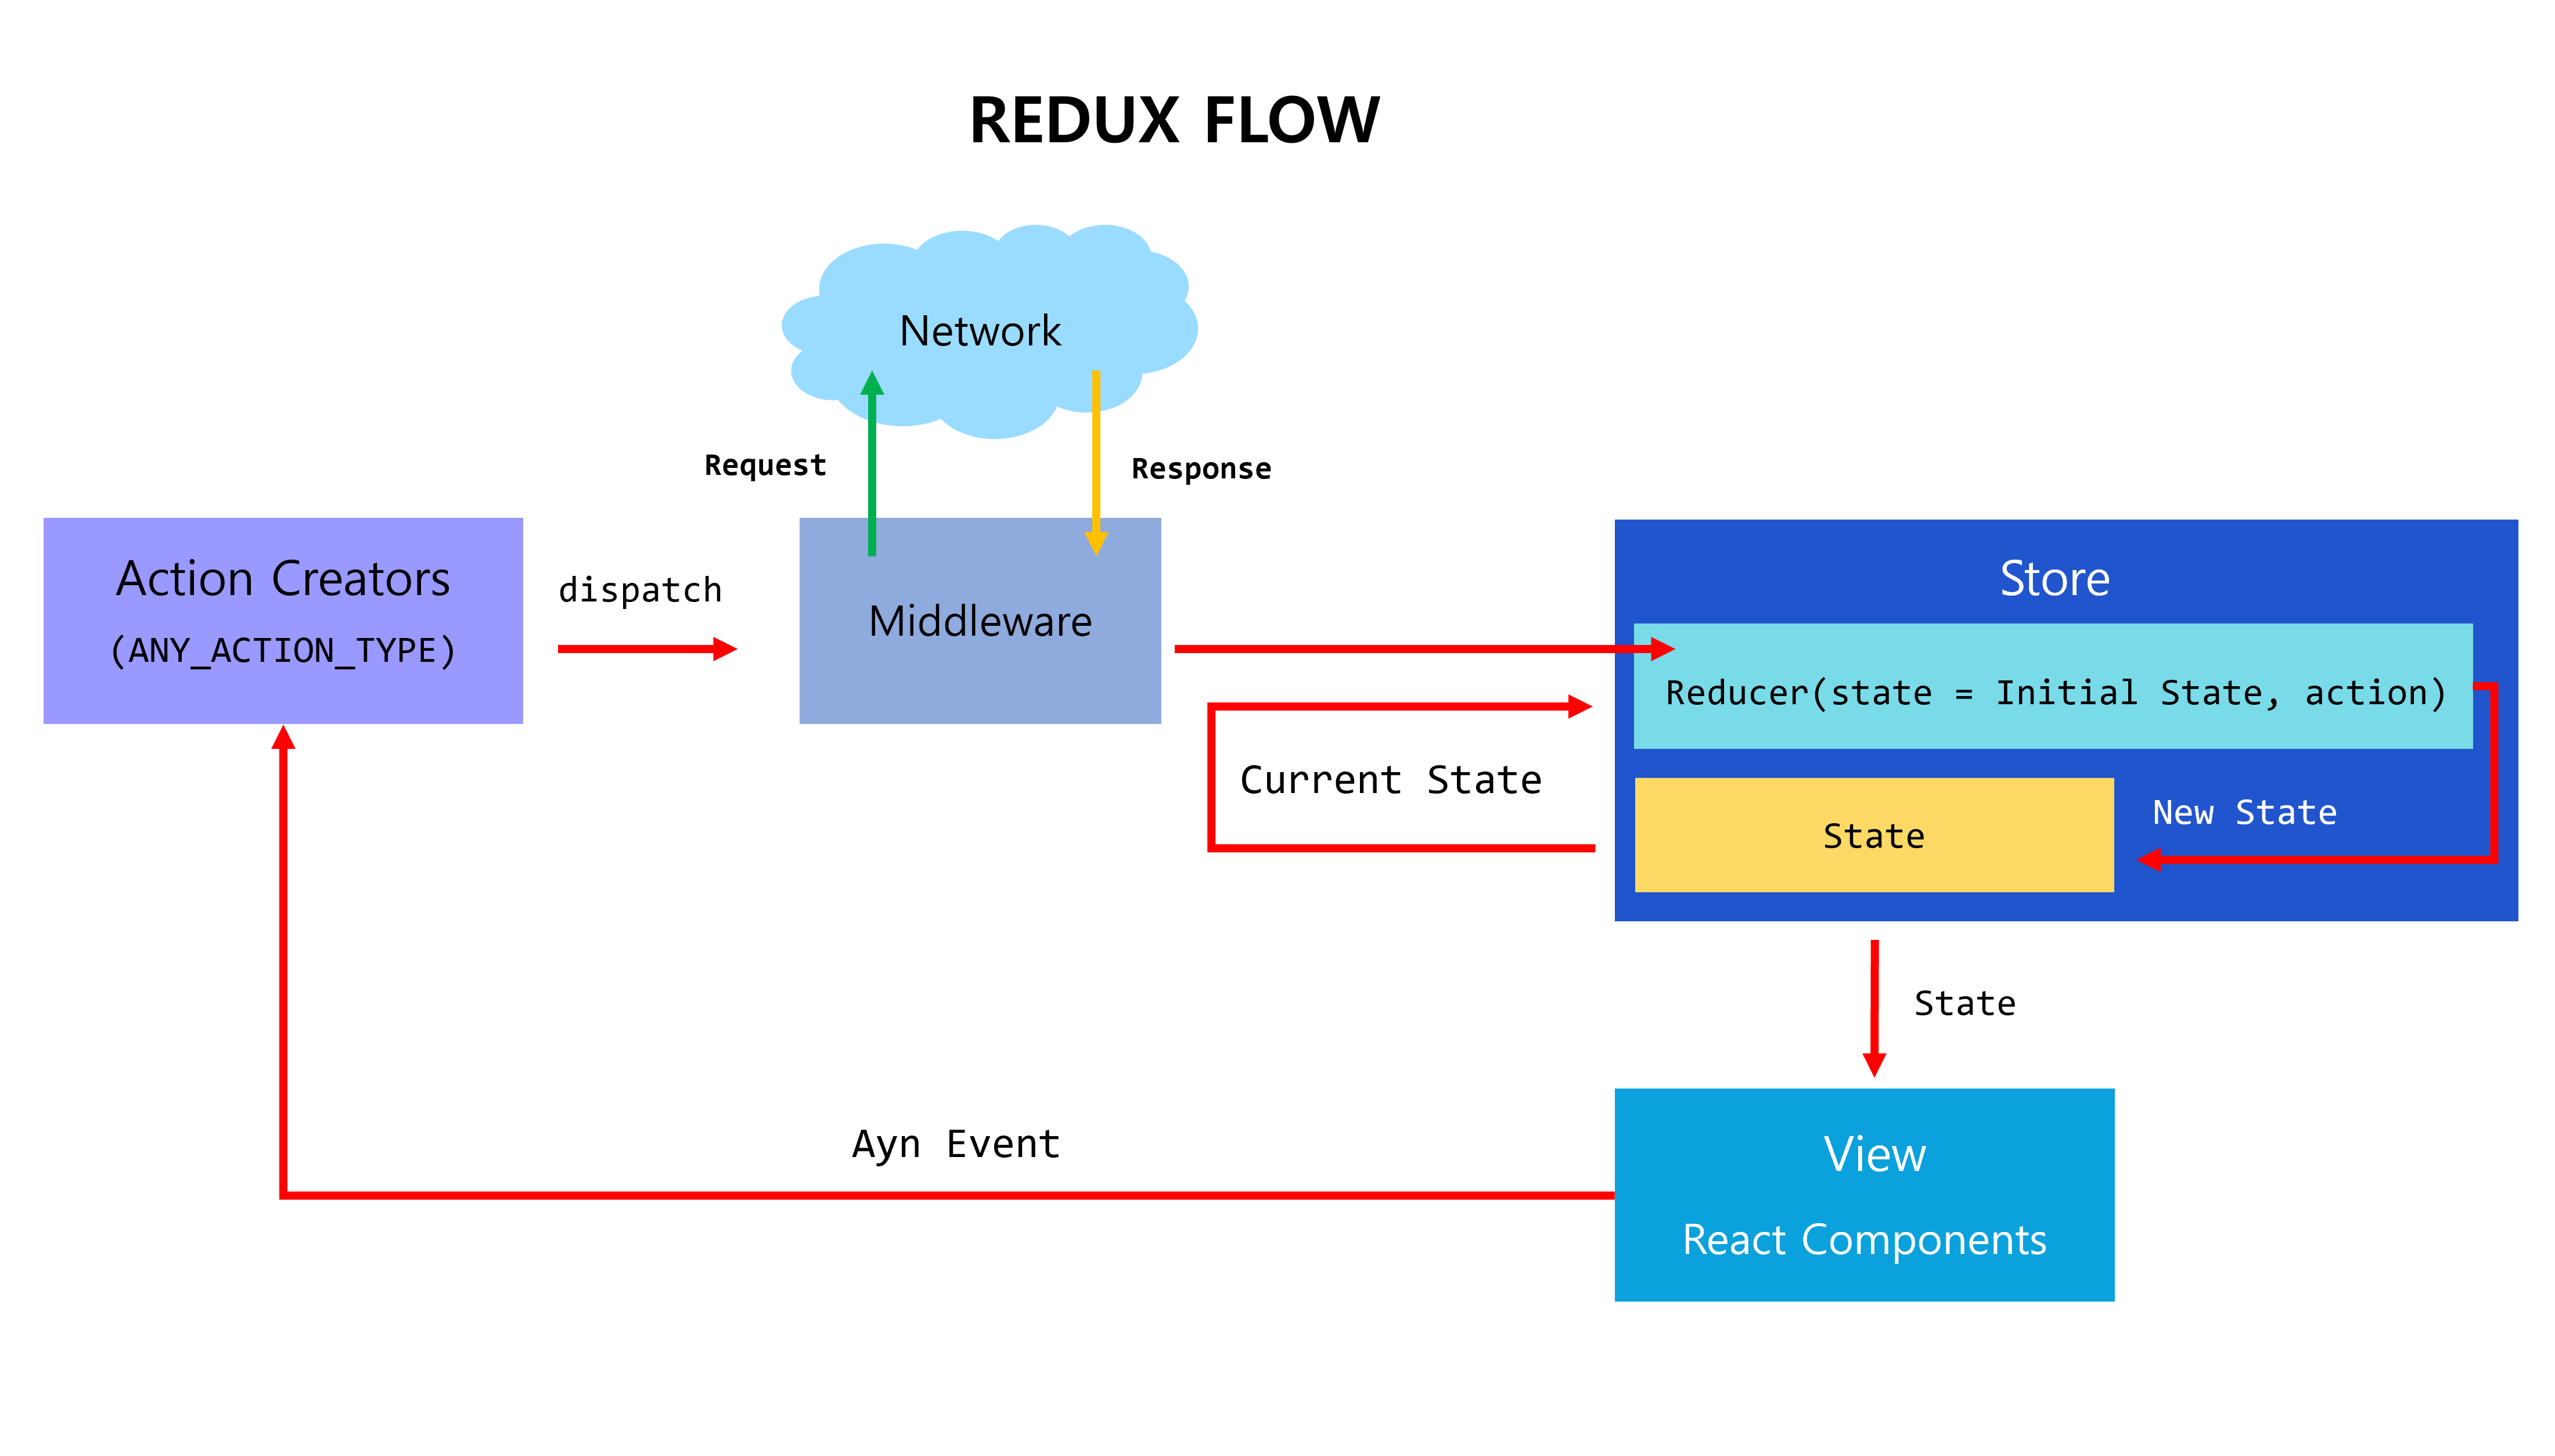 REDUX FLOW
Network
Request
Response
Action Creators
(ANY_ACTION_TYPE)
dispatch
Middleware
Store
Reducer(state = Initial State, action)
Current State
State
New State
State
Ayn Event
View
React Components